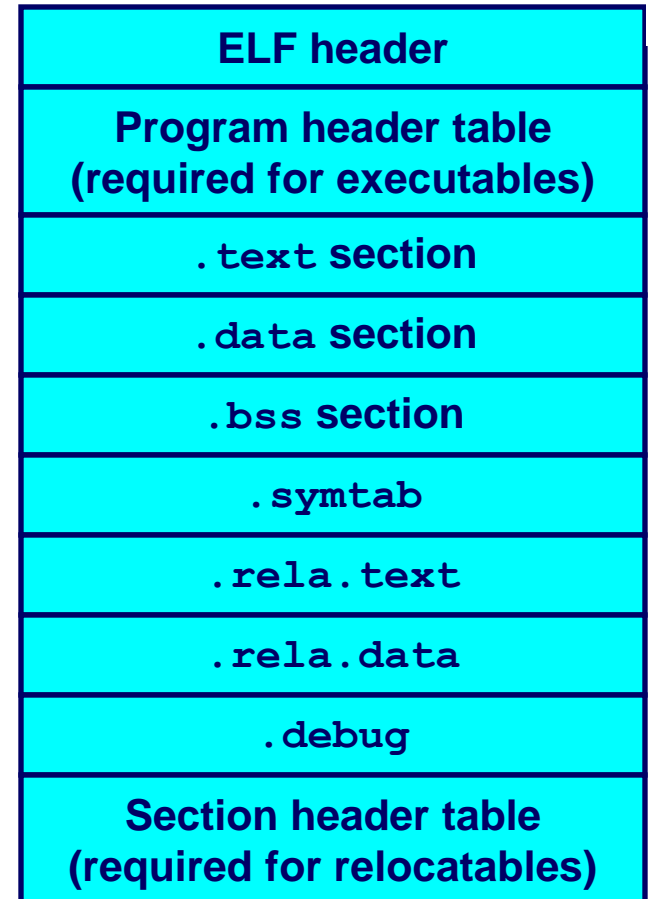 ELF header
Program header table
(required for executables)
.text section
.data section
.bss section
.symtab
.rela.text
.rela.data
.debug
Section header table
(required for relocatables)